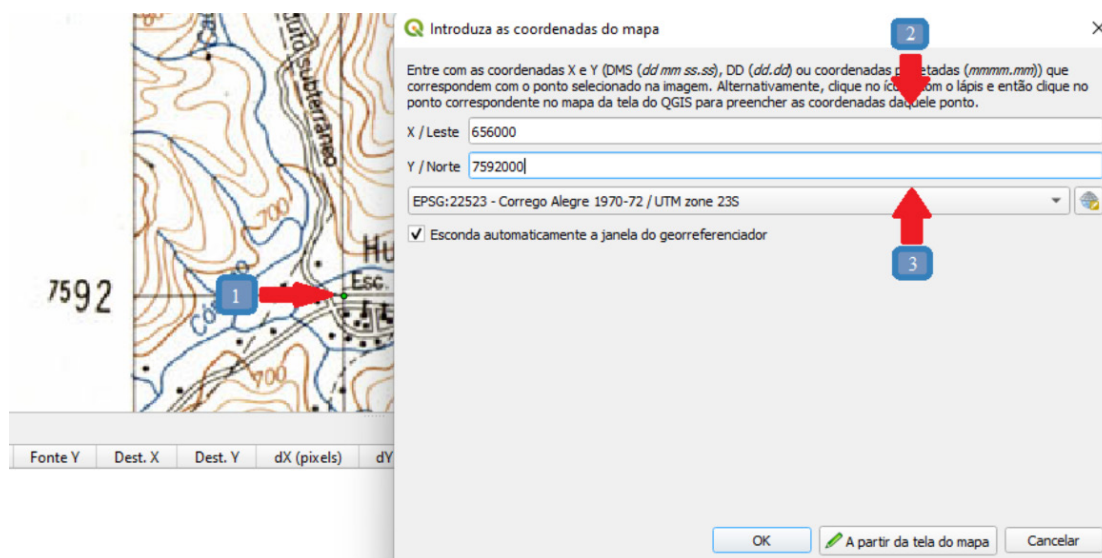 Introduza as coordenadas do mapa
2
Entre com as coordenadas X e Y (DMS (dd mm ss.ss), DD (dd.dd) ou coordenadas tadas (mmmm.mm)) que
correspondem com o ponto selecionado na imagem. Alternativamente, clique no om o lápis e então clique no
ponto correspondente no mapa da tela do QGIS para preencher as coordenadas daquele ponto.
X / Leste 656000
Y / Norte 7592000
EPSG:22523 - Corrego Alegre 1970-72 / UTM zone 23S
Esconda automaticamente a janela do georreferenciador
3
subterrâneo
700
Hu
Esc.
7592
1
700
Fonte Y Dest. X Dest. Y dX (pixels) dY
OK A partir da tela do mapa Cancelar